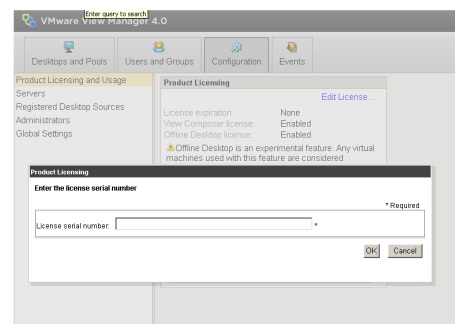 VMware View Manager 4.0
Enter query to search
Desktops and Pools
Users and Groups
Configuration
Events
Product Licensing and Usage
Servers
Registered Desktop Sources
Administrators
Global Settings
Product Licensing
Edit License...
License expiration: None
View Composer license: Enabled
Offline Desktop license: Enabled
Offline Desktop is an experimental feature. Any virtual
machines used with this feature are considered
Product Licensing
Enter the license serial number
* Required
License serial number: *
OK Cancel